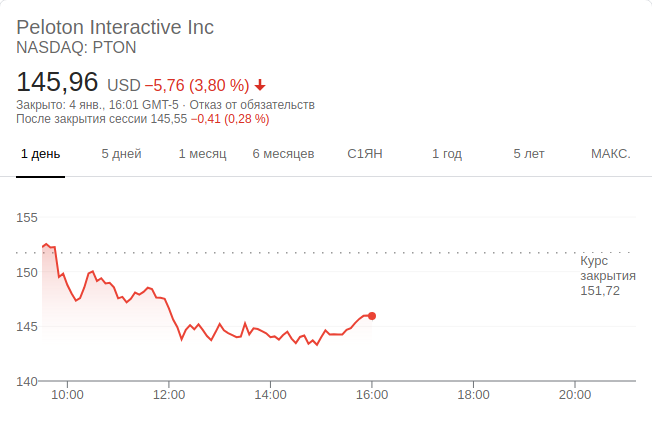 Peloton Interactive Inc
NASDAQ: PTON
145,96 USD −5,76 (3,80 %)
Закрыто: 4 янв., 16:01 GMT-5 · Отказ от обязательств
После закрытия сессии 145,55 −0,41 (0,28 %)
1 день 5 дней 1 месяц 6 месяцев С1ЯН 1 год 5 лет МАКС.
155
Курс
закрытия
151,72
150
145
140
10:00 12:00 14:00 16:00 18:00 20:00